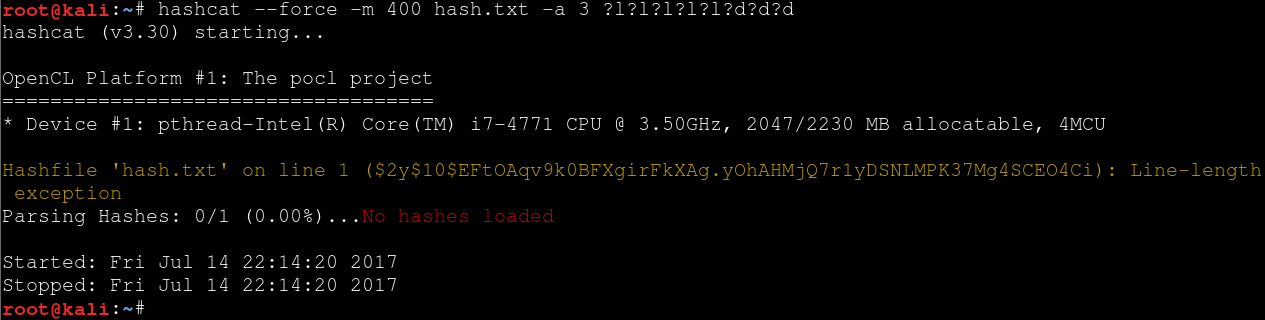 root@kali:~# hashcat --force -m 400 hash.txt -a 3 ?l?l?l?l?l?d?d?d
hashcat (v3.30) starting...
OpenCL Platform #1: The pocl project
====================================
* Device #1: pthread-Intel(R) Core(TM) i7-4771 CPU @ 3.50GHz, 2047/2230 MB allocatable, 4MCU
Hashfile 'hash.txt' on line 1 ($2y$10$EFtOAqv9k0BFXgirFkXAg.yOhAHMjQ7r1yDSNLMPK37Mg4SCEO4Ci): Line-length
exception
Parsing Hashes: 0/1 (0.00%)...No hashes loaded
Started: Fri Jul 14 22:14:20 2017
Stopped: Fri Jul 14 22:14:20 2017
root@kali:~#